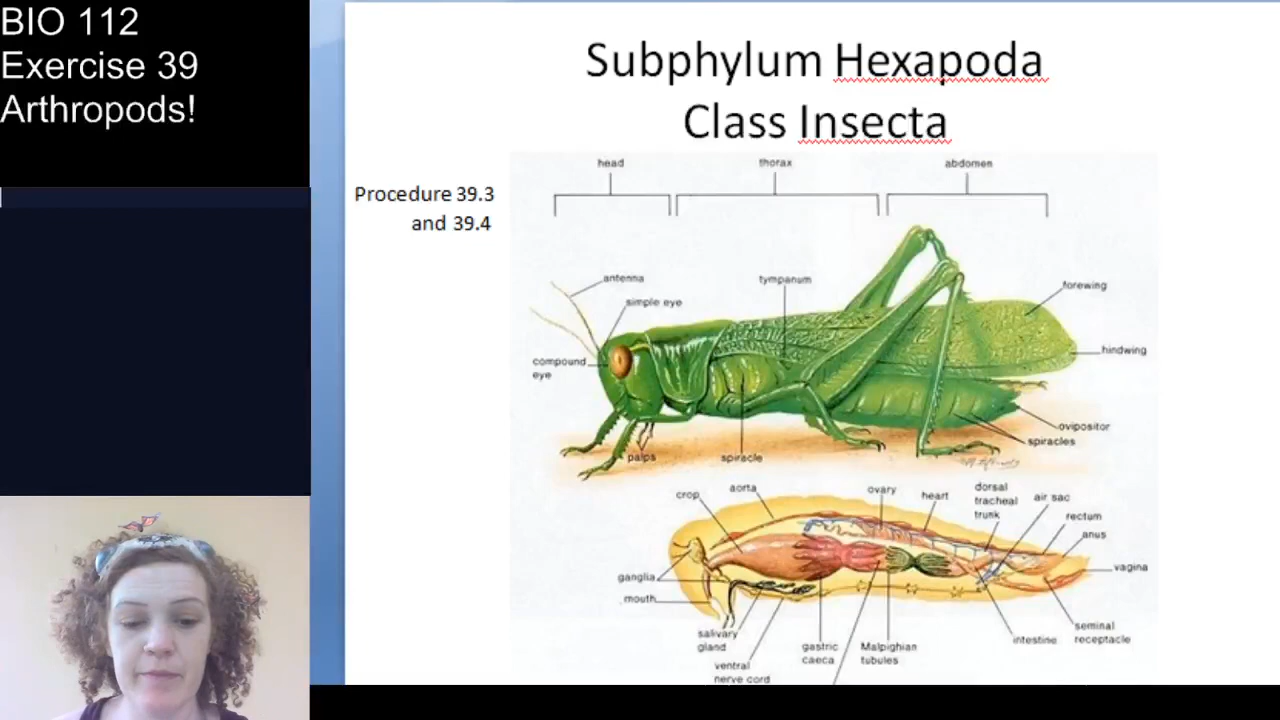 BIO 112
Exercise 39
Arthropods!
Subphylum Hexapoda
Class Insecta
Procedure 39.3
and 39.4
head
thorax
abdomen
antenna
simple eye
compound
eye
tympanum
forewing
hindwing
ovipositor
spiracles
palps
spiracle
crop
aorta
ovary
heart
dorsal
tracheal
trunk
air sac
rectum
anus
vagina
ganglia
mouth
salivary
gland
ventral
nerve cord
gastric
caeca
Malpighian
tubules
intestine
seminal
receptacle